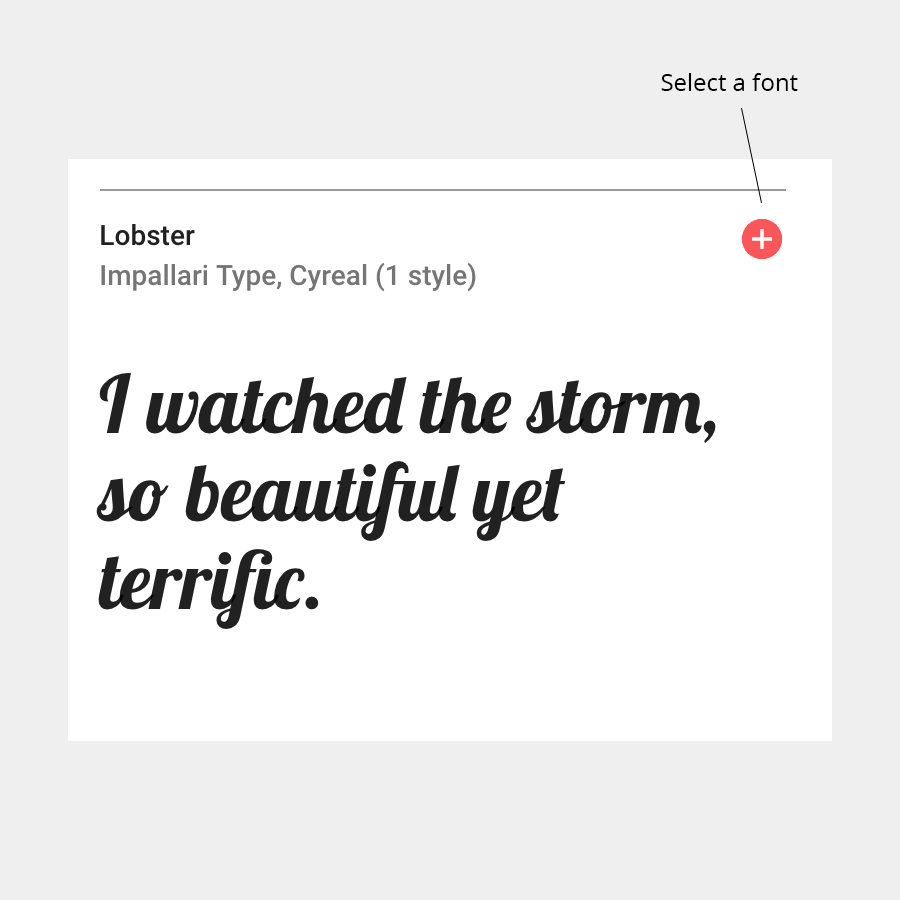 Select a font
Lobster
Impallari Type, Cyreal (1 style)
I watched the storm,
so beautiful yet
terrific.